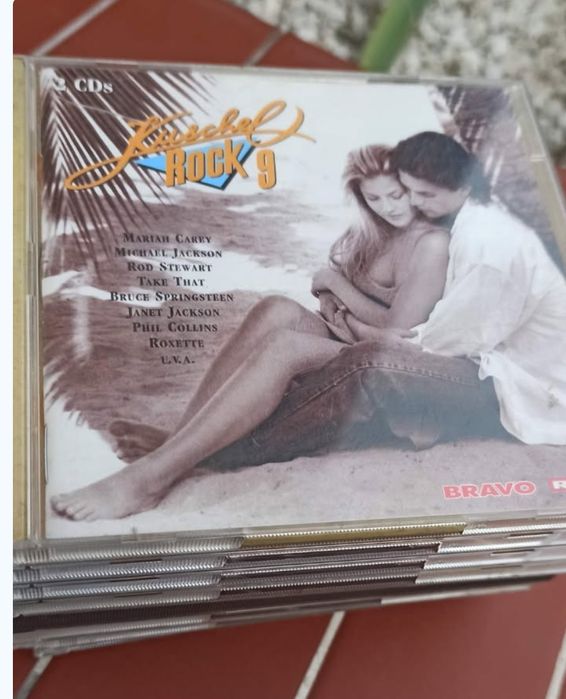 2 CDs
Kuschel
ROCK 9
MARIAH CAREY
MICHAEL JACKSON
ROD STEWART
TAKE THAT
BRUCE SPRINGSTEEN
JANET JACKSON
PHIL COLLINS
ROXETTE
U.V.A.
BRAVO